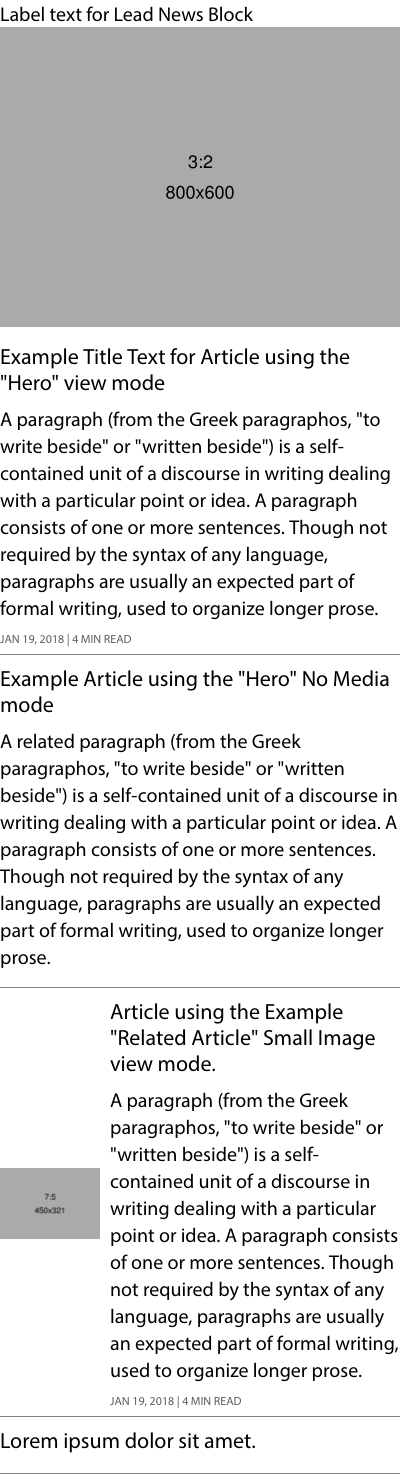 Label text for Lead News Block
3:2
800x600
Example Title Text for Article using the
"Hero" view mode
A paragraph (from the Greek paragraphos, "to
write beside" or "written beside") is a self-
contained unit of a discourse in writing dealing
with a particular point or idea. A paragraph
consists of one or more sentences. Though not
required by the syntax of any language,
paragraphs are usually an expected part of
formal writing, used to organize longer prose.
JAN 19, 2018 | 4 MIN READ
Example Article using the "Hero" No Media
mode
A related paragraph (from the Greek
paragraphos, "to write beside" or "written
beside") is a self-contained unit of a discourse in
writing dealing with a particular point or idea. A
paragraph consists of one or more sentences.
Though not required by the syntax of any
language, paragraphs are usually an expected
part of formal writing, used to organize longer
prose.
Article using the Example
"Related Article" Small Image
view mode.
A paragraph (from the Greek
paragraphos, "to write beside" or
"written beside") is a self-
contained unit of a discourse in
writing dealing with a particular
point or idea. A paragraph consists
of one or more sentences. Though
not required by the syntax of any
language, paragraphs are usually
an expected part of formal writing,
used to organize longer prose.
7:5
450x321
JAN 19, 2018 | 4 MIN READ
Lorem ipsum dolor sit amet.